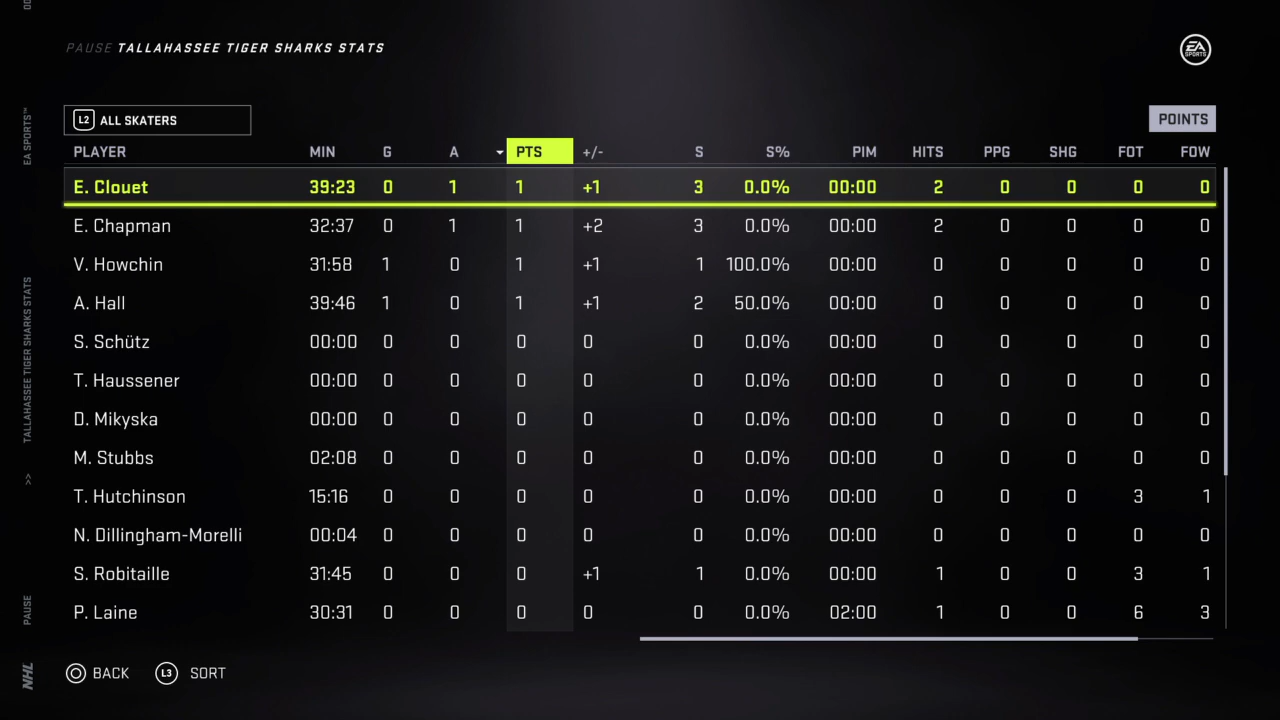 PAUSE TALLAHASSEE TIGER SHARKS STATS
EA SPORTS
L2 ALL SKATERS
POINTS
PLAYER MIN G A PTS +/- S S% PIM HITS PPG SHG FOT FOW
E. Clouet 39:23 0 1 1 +1 3 0.0% 00:00 2 0 0 0 0
E. Chapman 32:37 0 1 1 +2 3 0.0% 00:00 2 0 0 0 0
V. Howchin 31:58 1 0 1 +1 1 100.0% 00:00 0 0 0 0 0
A. Hall 39:46 1 0 1 +1 2 50.0% 00:00 0 0 0 0 0
S. Schütz 00:00 0 0 0 0 0 0.0% 00:00 0 0 0 0 0
T. Haussener 00:00 0 0 0 0 0 0.0% 00:00 0 0 0 0 0
D. Mikyska 00:00 0 0 0 0 0 0.0% 00:00 0 0 0 0 0
M. Stubbs 02:08 0 0 0 0 0 0.0% 00:00 0 0 0 0 0
T. Hutchinson 15:16 0 0 0 0 0 0.0% 00:00 0 0 0 3 1
N. Dillingham-Morelli 00:04 0 0 0 0 0 0.0% 00:00 0 0 0 0 0
S. Robitaille 31:45 0 0 0 +1 1 0.0% 00:00 1 0 0 3 1
P. Laine 30:31 0 0 0 0 0 0.0% 02:00 1 0 0 6 3
BACK L3 SORT
NHL PAUSE >> TALLAHASSEE TIGER SHARKS STATS EA SPORTS™